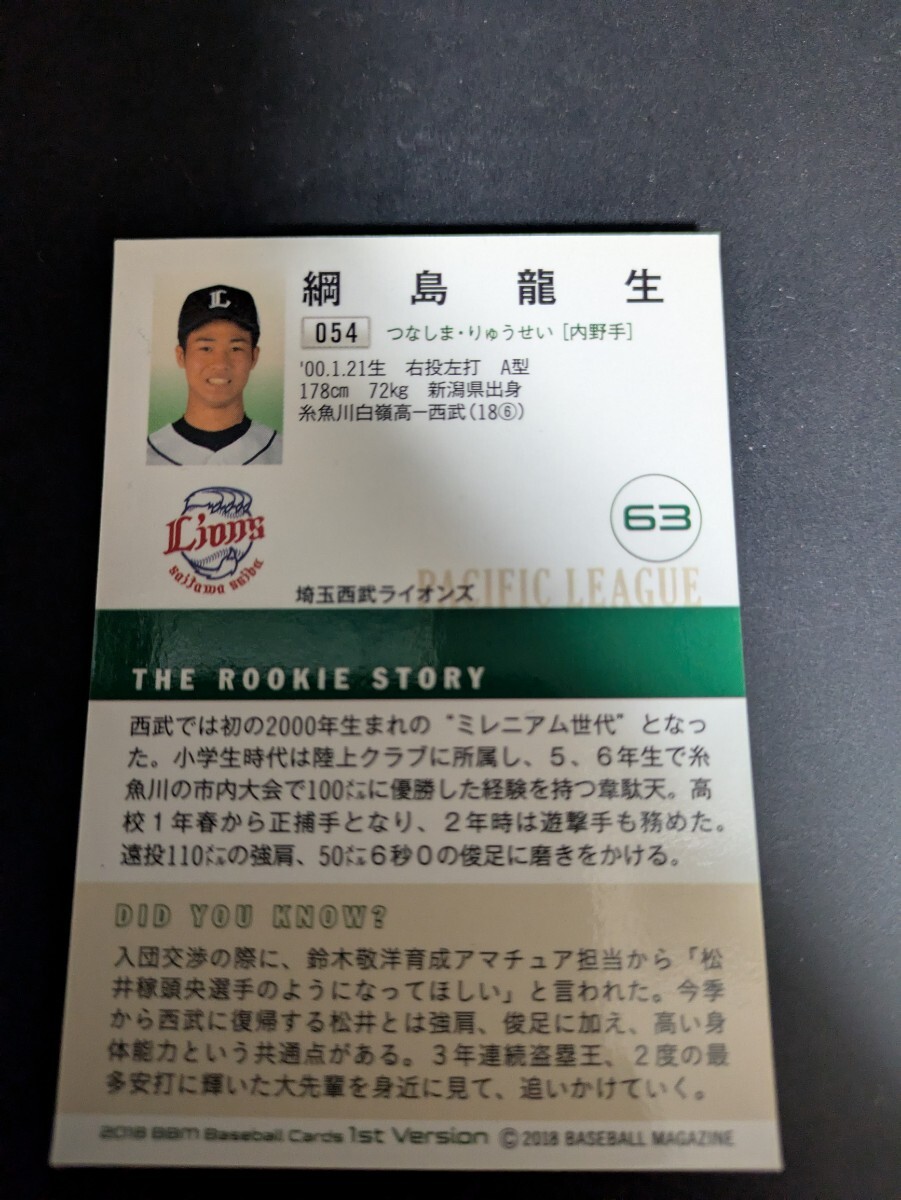 綱島龍生
054 つなしま・りゅうせい [内野手]
'00.1.21生 右投左打 A型
178cm 72kg 新潟県出身
糸魚川白嶺高ー西武(18⑥)
L
Lions
saitama seibu
63
埼玉西武ライオンズ
PACIFIC LEAGUE
THE ROOKIE STORY
西武では初の2000年生まれの“ミレニアム世代”となっ
た。小学生時代は陸上クラブに所属し、5、6年生で糸
魚川の市内大会で100㍍に優勝した経験を持つ韋駄天。高
校1年春から正捕手となり、2年時は遊撃手も務めた。
遠投110㍍の強肩、50㍍6秒0の俊足に磨きをかける。
DID YOU KNOW?
入団交渉の際に、鈴木敬洋育成アマチュア担当から「松
井稼頭央選手のようになってほしい」と言われた。今季
から西武に復帰する松井とは強肩、俊足に加え、高い身
体能力という共通点がある。3年連続盗塁王、2度の最
多安打に輝いた大先輩を身近に見て、追いかけていく。
2018 BBM Baseball Cards 1st Version ©2018 BASEBALL MAGAZINE